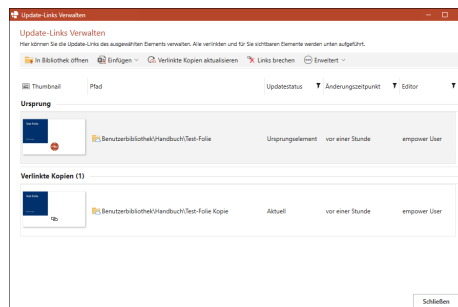 Update-Links Verwalten
Update-Links Verwalten
Hier können Sie die Update-Links des ausgewählten Elements verwalten. Alle verlinkten und für Sie sichtbaren Elemente werden unten aufgeführt.
In Bibliothek öffnen Einfügen Verlinkte Kopien aktualisieren Links brechen Erweitert
Thumbnail Pfad Updatestatus Änderungszeitpunkt Editor
Ursprung
Test-Folie
Benutzerbibliothek\Handbuch\Test-Folie Ursprungselement vor einer Stunde empower User
Verlinkte Kopien (1)
Test-Folie
Benutzerbibliothek\Handbuch\Test-Folie Kopie Aktuell vor einer Stunde empower User
Schließen